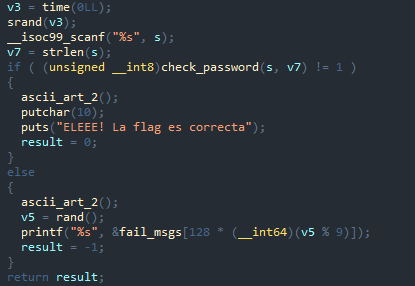 v3 = time(0LL);
srand(v3);
__isoc99_scanf("%s", s);
v7 = strlen(s);
if ( (unsigned __int8)check_password(s, v7) != 1 )
{
ascii_art_2();
putchar(10);
puts("ELEEE! La flag es correcta");
result = 0;
}
else
{
ascii_art_2();
v5 = rand();
printf("%s", &fail_msgs[128 * (__int64)(v5 % 9)]);
result = -1;
}
return result;